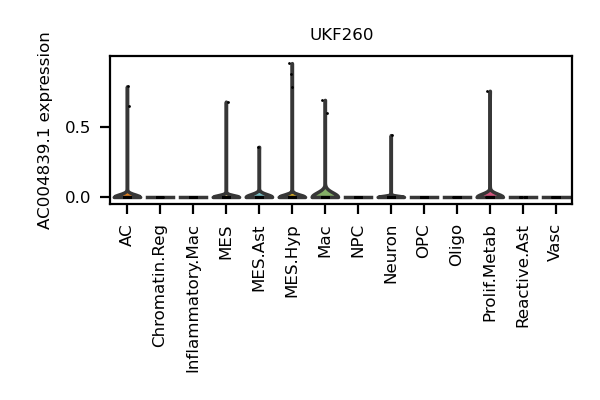 UKF260
AC004839.1 expression
0.5
0.0
AC
Chromatin.Reg
Inflammatory.Mac
MES
MES.Ast
MES.Hyp
Mac
NPC
Neuron
OPC
Oligo
Prolif.Metab
Reactive.Ast
Vasc